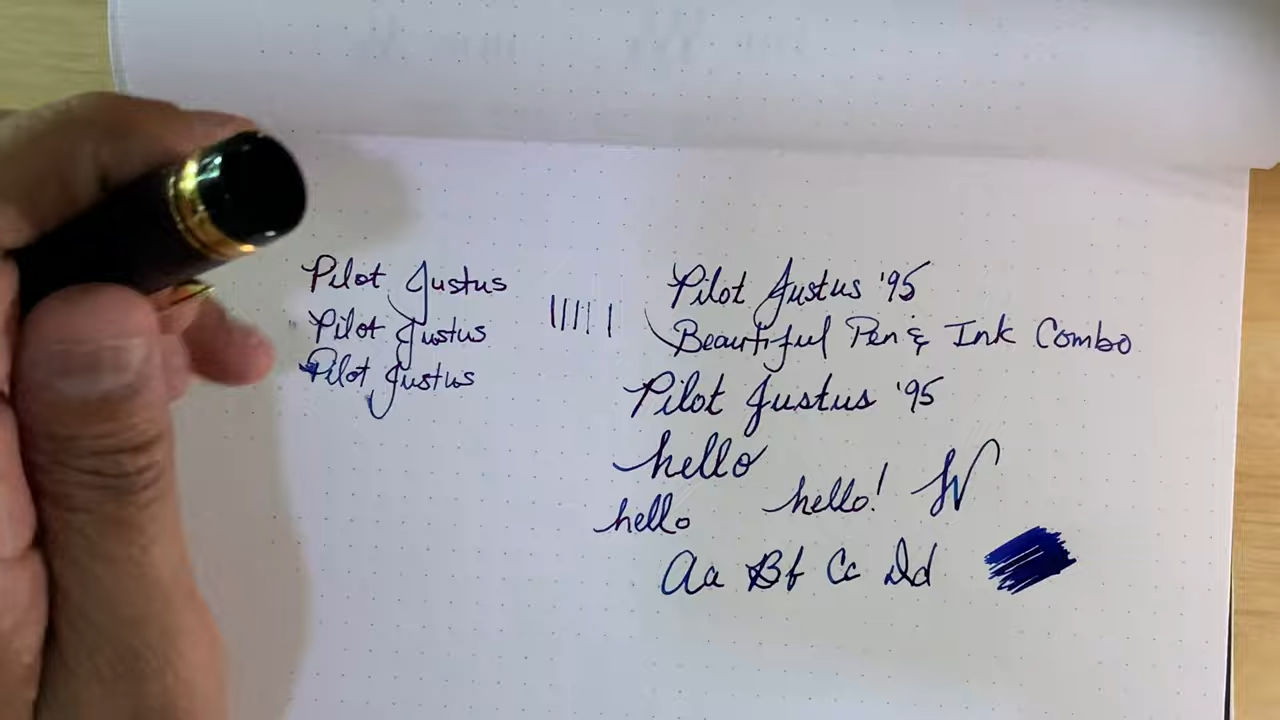 Pilot Justus
Pilot Justus
Pilot Justus
Pilot Justus '95
Beautiful Pen & Ink Combo
Pilot Justus '95
hello
hello hello! W
Aa Bb Cc Dd